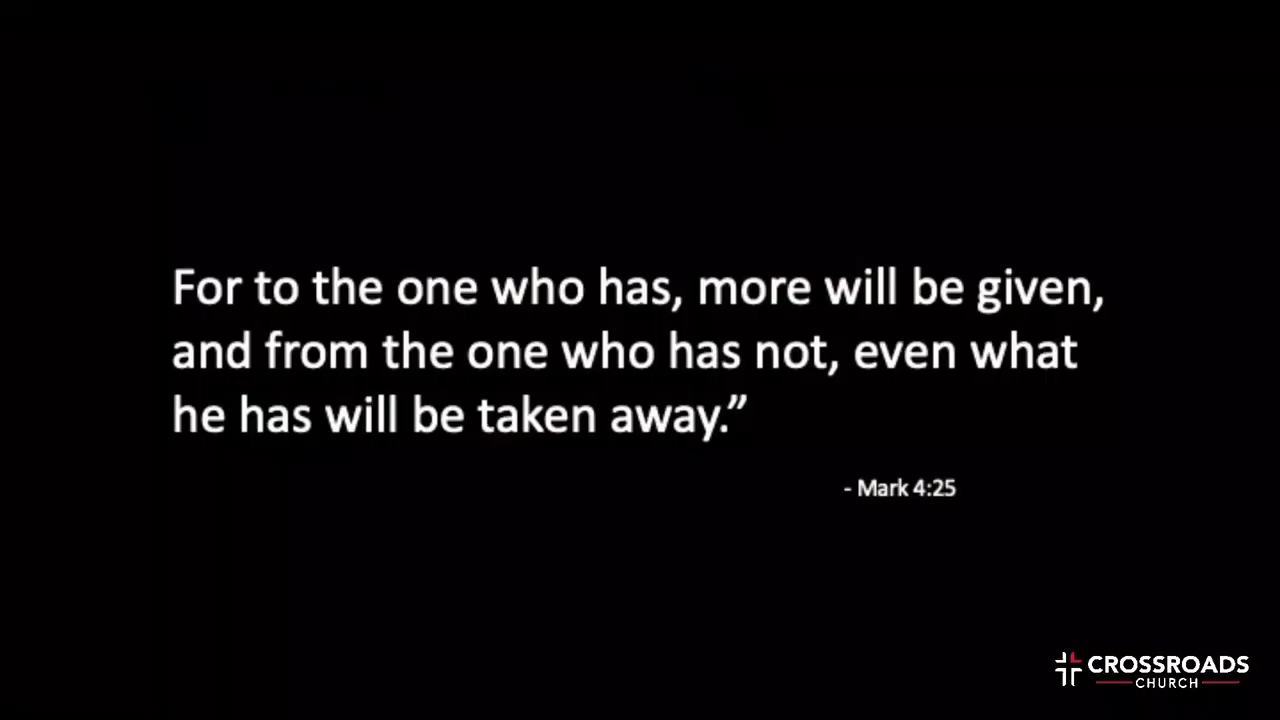 For to the one who has, more will be given,
and from the one who has not, even what
he has will be taken away.”
- Mark 4:25
CROSSROADS
CHURCH